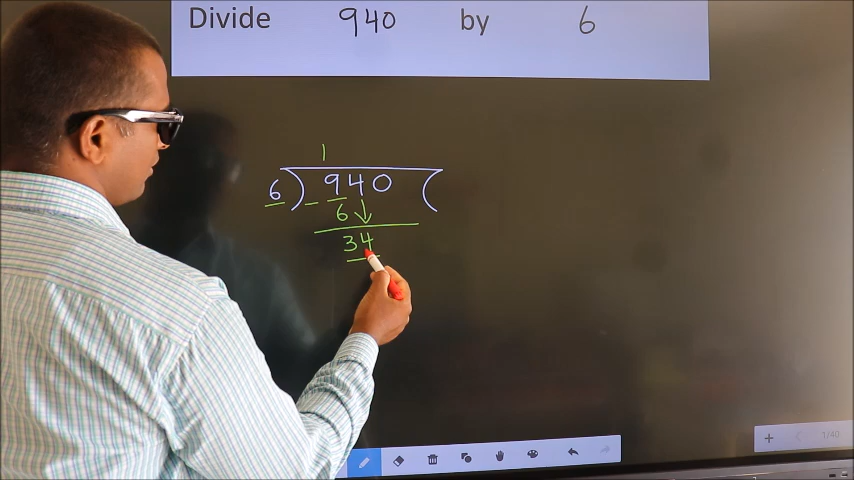 Divide 940 by 6
1
6 ) 940 (
- 6 ↓
34
+ 1/40